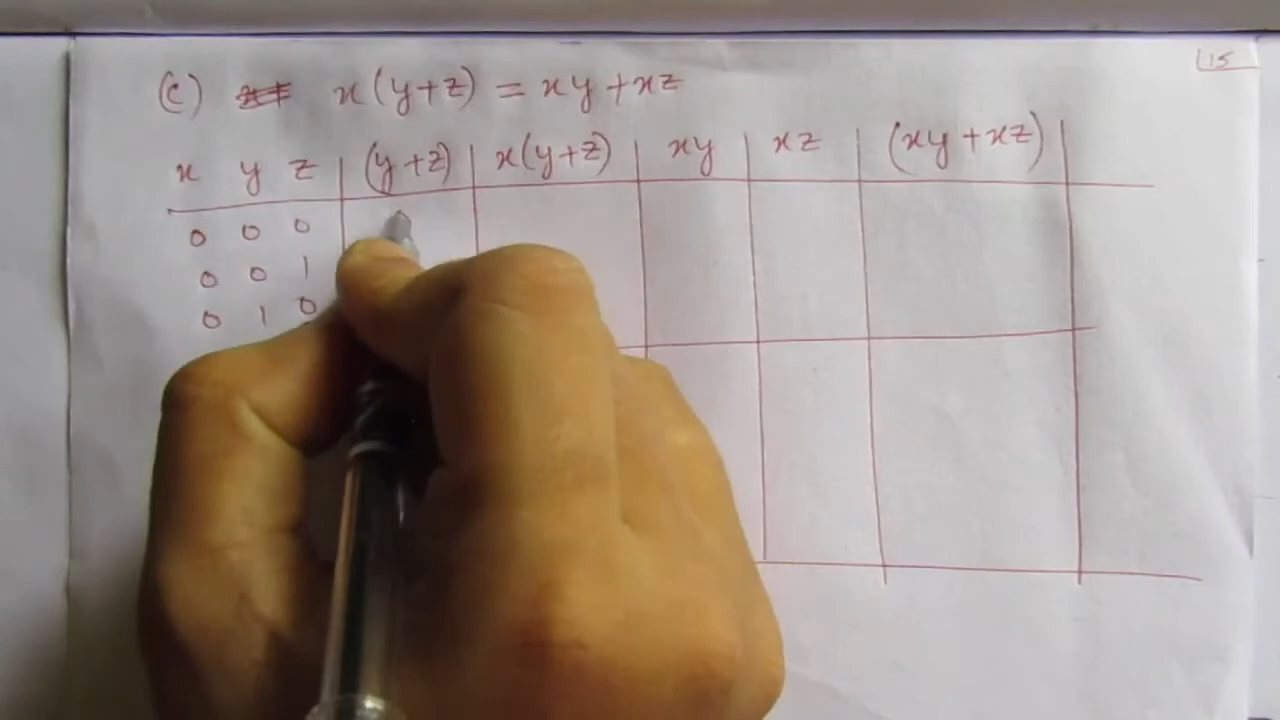 15
(c) x(y+z) = xy+xz
x y z (y+z) x(y+z) xy xz (xy+xz)
0 0 0
0 0 1
0 1 0